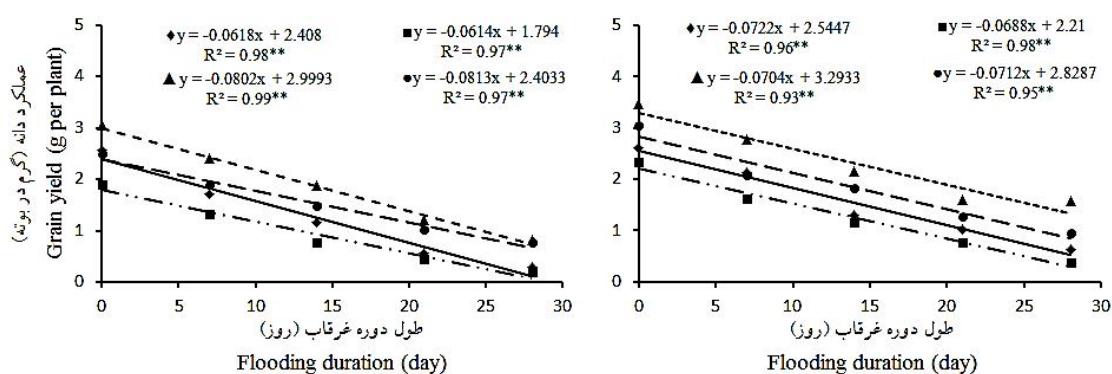 عملکرد دانه (گرم در بوته)
Grain yield (g per plant)
5
4
3
2
1
0
y = -0.0618x + 2.408
R² = 0.98**
y = -0.0614x + 1.794
R² = 0.97**
y = -0.0802x + 2.9993
R² = 0.99**
y = -0.0813x + 2.4033
R² = 0.97**
0 5 10 15 20 25 30
طول دوره غرقاب (روز)
Flooding duration (day)
5
4
3
2
1
0
y = -0.0722x + 2.5447
R² = 0.96**
y = -0.0688x + 2.21
R² = 0.98**
y = -0.0704x + 3.2933
R² = 0.93**
y = -0.0712x + 2.8287
R² = 0.95**
0 5 10 15 20 25 30
طول دوره غرقاب (روز)
Flooding duration (day)